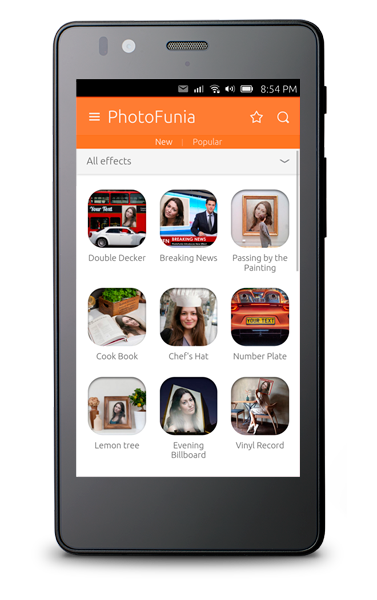 8:54 PM
PhotoFunia
New | Popular
All effects
Your Text
BREAKING NEWS
Double Decker
Breaking News
Passing by the
Painting
YOUR TEXT
Cook Book
Chef's Hat
Number Plate
Lemon tree
Evening
Billboard
Vinyl Record